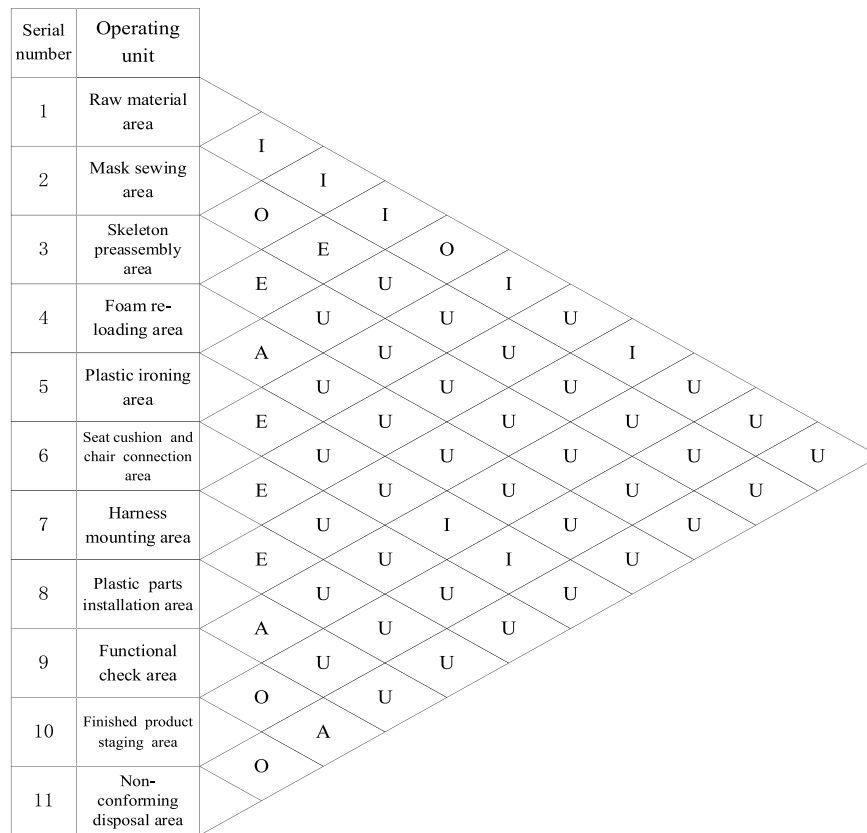 Serial number
Operating unit
1
Raw material
area
2
Mask sewing
area
3
Skeleton
preassembly
area
4
Foam re-
loading area
5
Plastic ironing
area
6
Seat cushion and
chair connection
area
7
Harness
mounting area
8
Plastic parts
installation area
9
Functional
check area
10
Finished product
staging area
11
Non-
conforming
disposal area
I
I
O I
E O
E U I
U U U
A U U I
U U U U
E U U U U
U U U U U
E U U U U
U I U U
E U I U
U U U
A U U
U U
O U
A
O